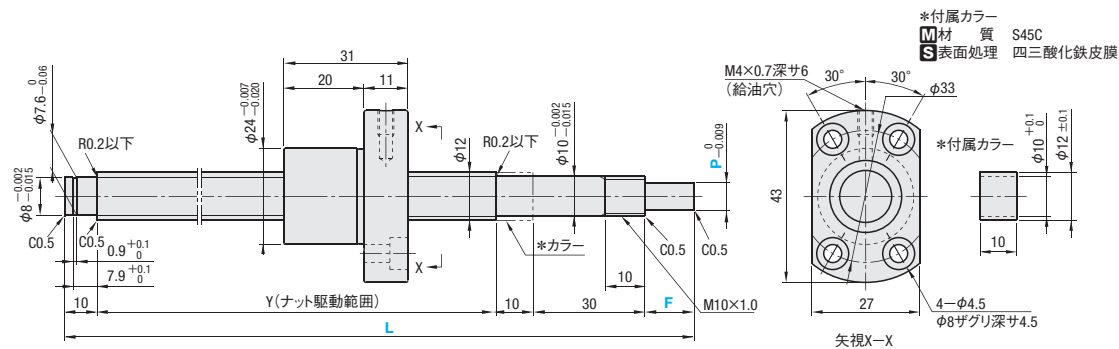 *付属カラー
M材　質　S45C
S表面処理　四三酸化鉄皮膜
31
20
11
M4×0.7深サ6
(給油穴)
30°
30°
φ33
φ7.6 0 -0.06
R0.2以下
φ24 -0.007 -0.020
X
φ12
R0.2以下
φ10 -0.002 -0.015
P 0 -0.009
*付属カラー
φ10 +0.1 0
φ12 ±0.1
φ8 -0.002 -0.015
43
C0.5
C0.5
0.9 +0.1 0
7.9 +0.1 0
X
*カラー
C0.5
C0.5
10
10
10
Y(ナット駆動範囲)
10
30
F
M10×1.0
L
27
4-φ4.5
φ8ザグリ深サ4.5
矢視X-X